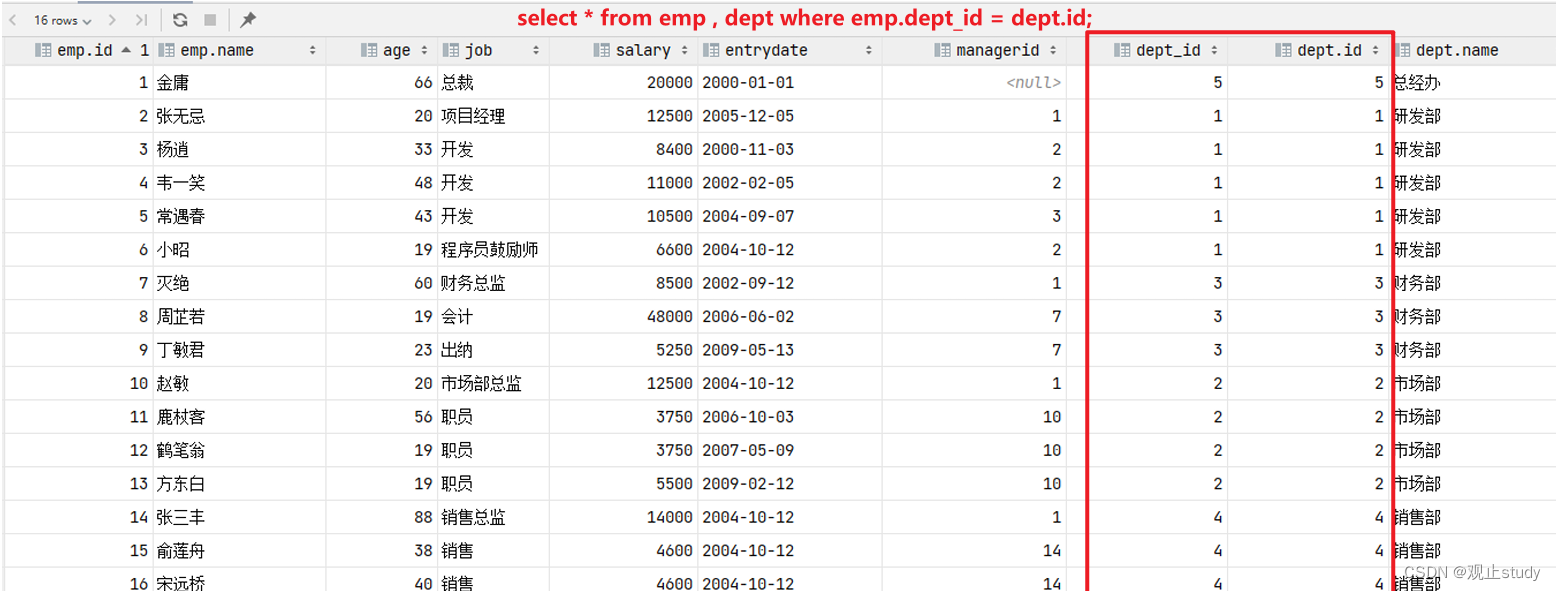 16 rows
select * from emp , dept where emp.dept_id = dept.id;
emp.id 1 emp.name age job salary entrydate managerid dept_id dept.id dept.name
1 金庸 66 总裁 20000 2000-01-01 <null> 5 5 总经办
2 张无忌 20 项目经理 12500 2005-12-05 1 1 1 研发部
3 杨逍 33 开发 8400 2000-11-03 2 1 1 研发部
4 韦一笑 48 开发 11000 2002-02-05 2 1 1 研发部
5 常遇春 43 开发 10500 2004-09-07 3 1 1 研发部
6 小昭 19 程序员鼓励师 6600 2004-10-12 2 1 1 研发部
7 灭绝 60 财务总监 8500 2002-09-12 1 3 3 财务部
8 周芷若 19 会计 48000 2006-06-02 7 3 3 财务部
9 丁敏君 23 出纳 5250 2009-05-13 7 3 3 财务部
10 赵敏 20 市场部总监 12500 2004-10-12 1 2 2 市场部
11 鹿杖客 56 职员 3750 2006-10-03 10 2 2 市场部
12 鹤笔翁 19 职员 3750 2007-05-09 10 2 2 市场部
13 方东白 19 职员 5500 2009-02-12 10 2 2 市场部
14 张三丰 88 销售总监 14000 2004-10-12 1 4 4 销售部
15 俞莲舟 38 销售 4600 2004-10-12 14 4 4 销售部
16 宋远桥 40 销售 4600 2004-10-12 14 4 4 销售部
CSDN @观止study